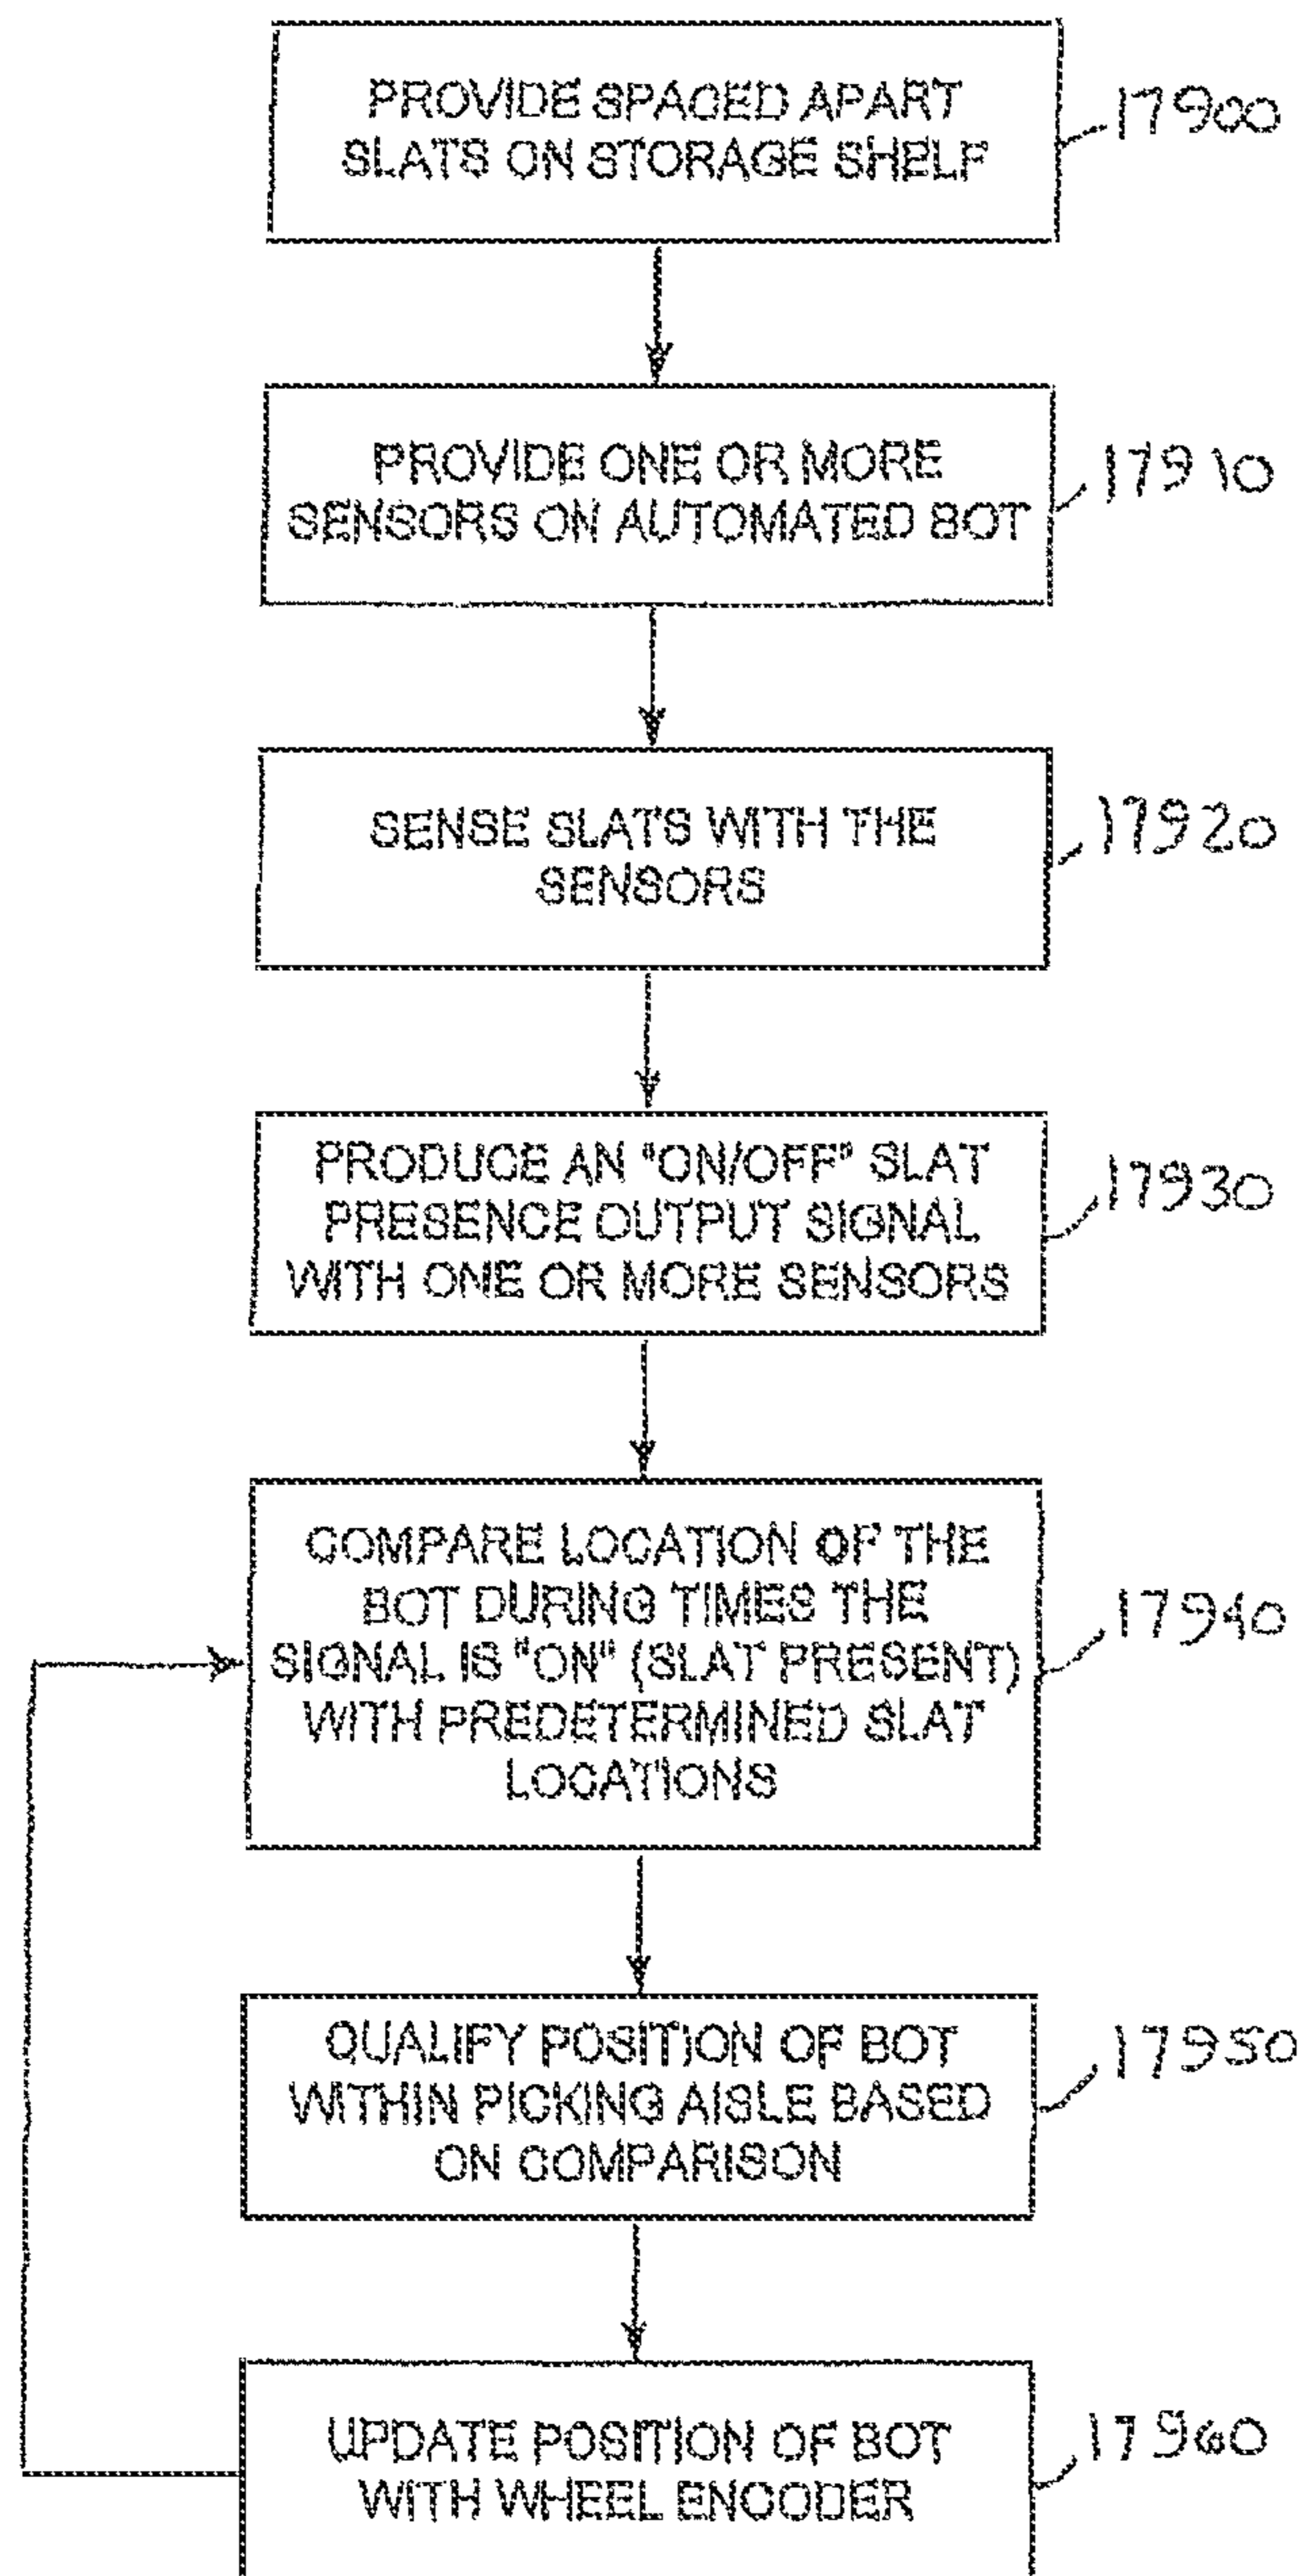 PROVIDE SPACED APART
SLATS ON STORAGE SHELF
17900
PROVIDE ONE OR MORE
SENSORS ON AUTOMATED BOT
17910
SENSE SLATS WITH THE
SENSORS
17920
PRODUCE AN "ON/OFF" SLAT
PRESENCE OUTPUT SIGNAL
WITH ONE OR MORE SENSORS
17930
COMPARE LOCATION OF THE
BOT DURING TIMES THE
SIGNAL IS "ON" (SLAT PRESENT)
WITH PREDETERMINED SLAT
LOCATIONS
17940
QUALIFY POSITION OF BOT
WITHIN PICKING AISLE BASED
ON COMPARISON
17950
UPDATE POSITION OF BOT
WITH WHEEL ENCODER
17960